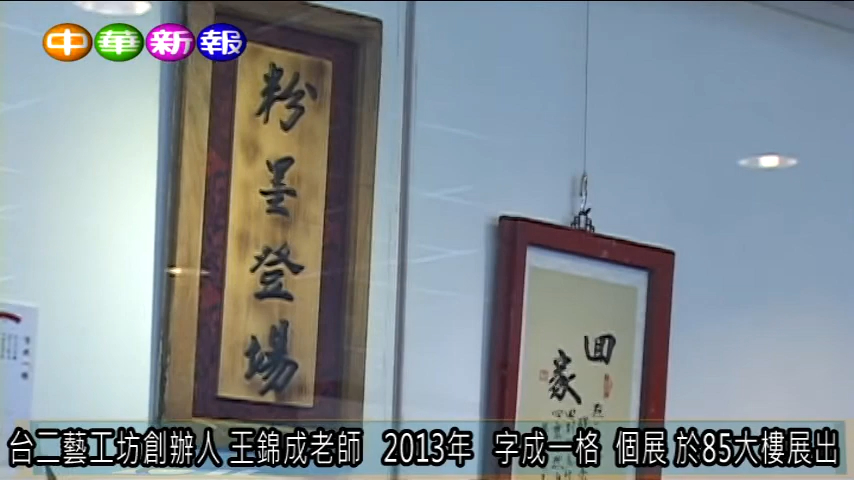 中華新報
粉墨登場
回家
台二藝工坊創辦人 王錦成老師 2013年 字成一格 個展 於85大樓展出